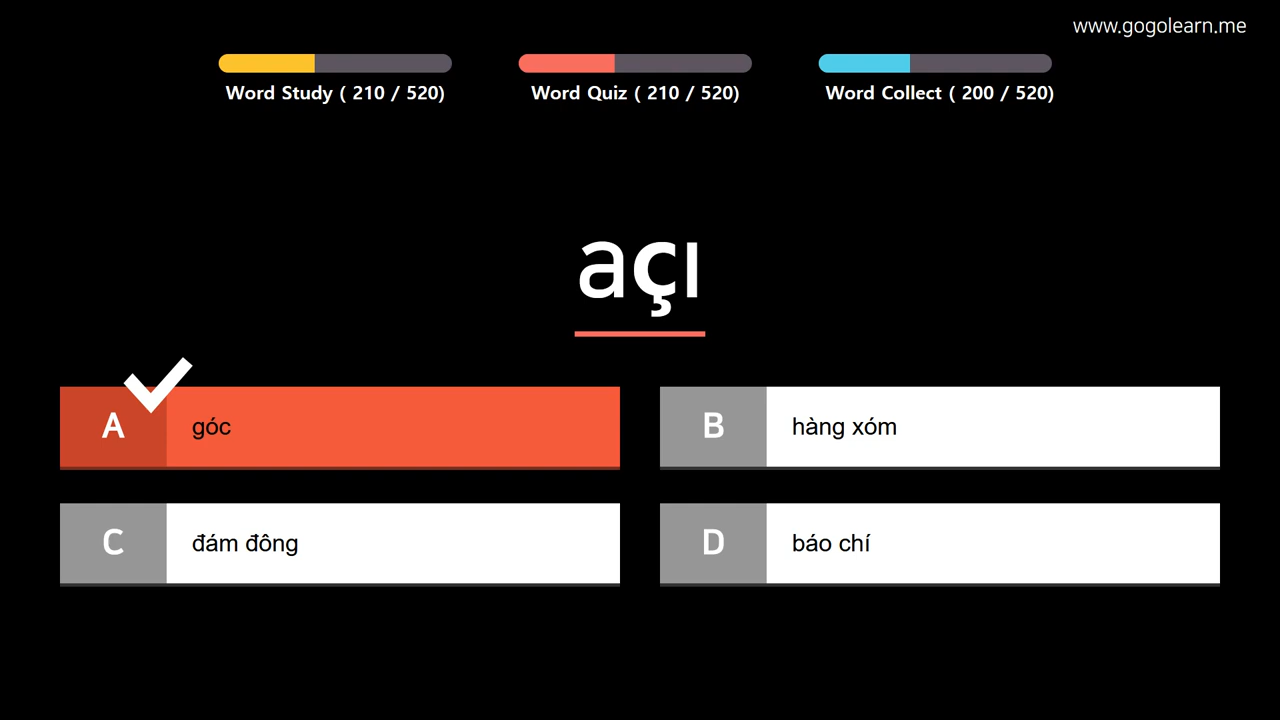 www.gogolearn.me
Word Study ( 210 / 520)
Word Quiz ( 210 / 520)
Word Collect ( 200 / 520)
açı
A góc
B hàng xóm
C đám đông
D báo chí